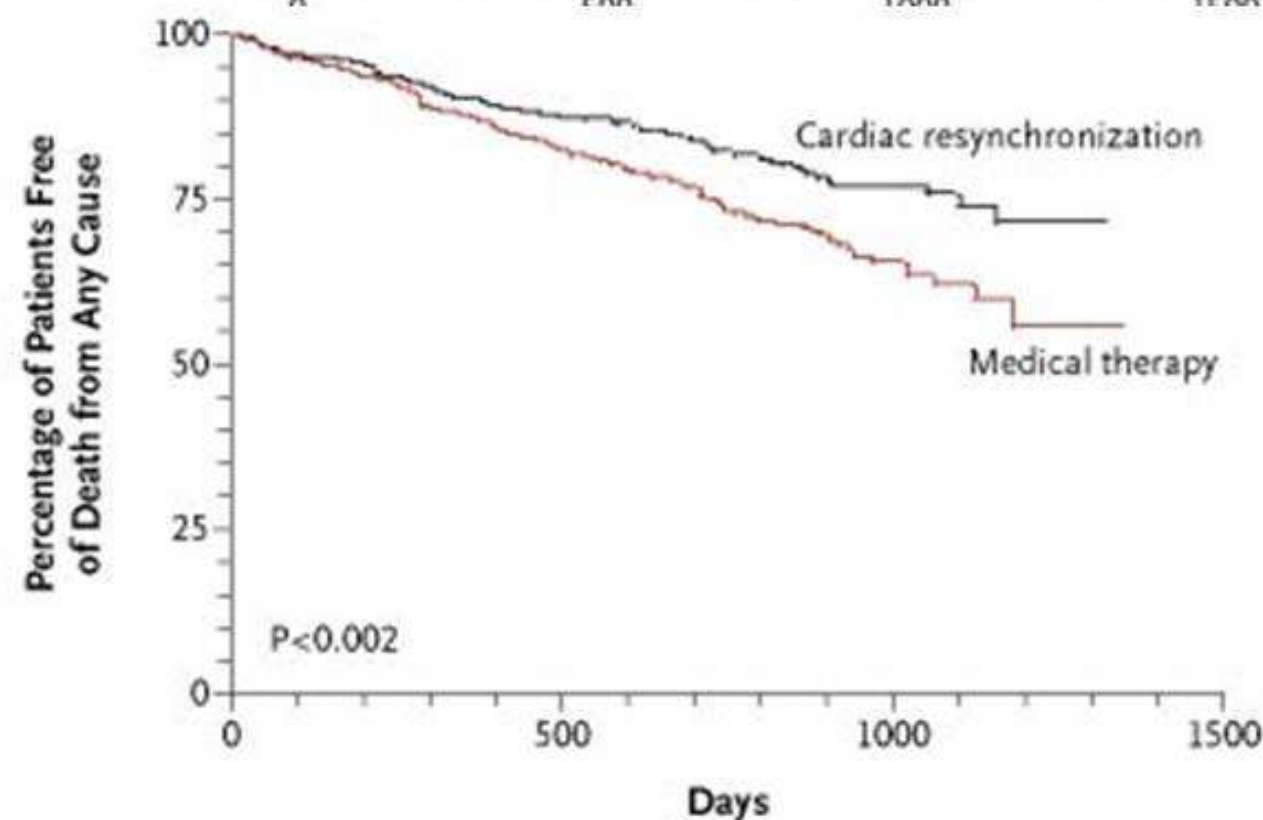 100
75
50
25
0
Percentage of Patients Free
of Death from Any Cause
Cardiac resynchronization
Medical therapy
P<0.002
0
500
1000
1500
Days